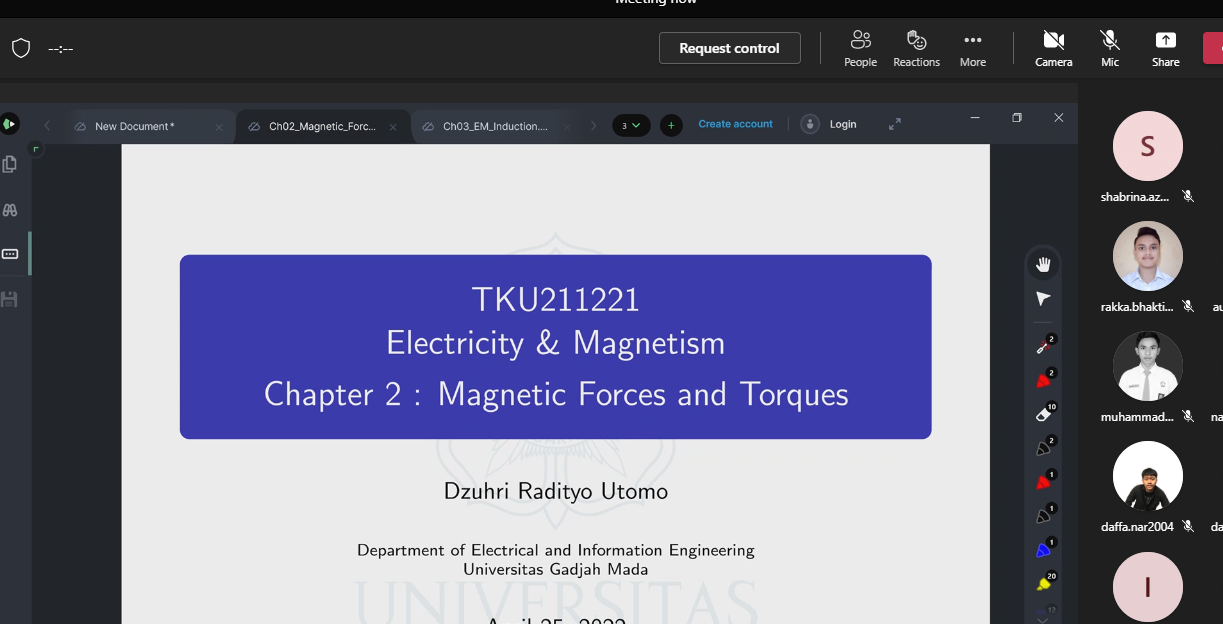 Meeting now
--:--
Request control
People
Reactions
More
Camera
Mic
Share
New Document*
Ch02_Magnetic_Forc...
Ch03_EM_Induction....
3
Create account
Login
TKU211221
Electricity & Magnetism
Chapter 2 : Magnetic Forces and Torques
Dzuhri Radityo Utomo
Department of Electrical and Information Engineering
Universitas Gadjah Mada
UNIVERSITAS
April 25, 2022
2
2
10
2
1
1
1
20
12
S
shabrina.az...
rakka.bhakti...
au
muhammad...
na
daffa.nar2004
da
I